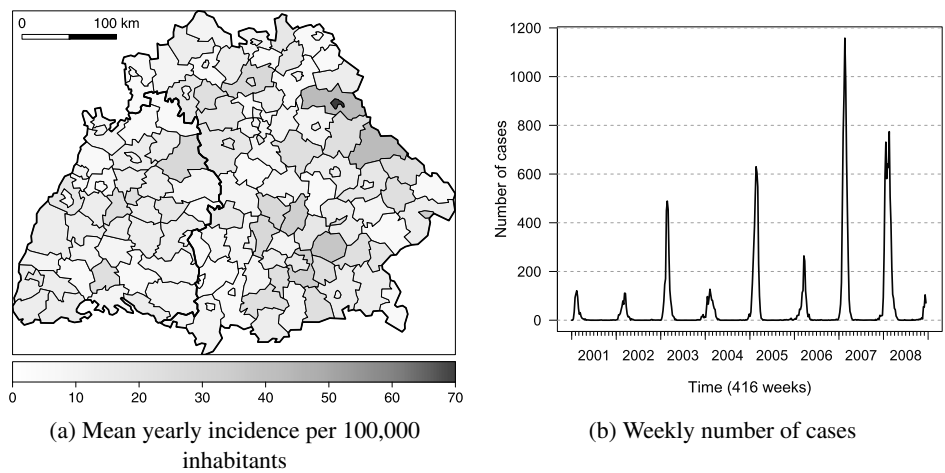 0 100 km
0 10 20 30 40 50 60 70
(a) Mean yearly incidence per 100,000
inhabitants
1200
1000
800
600
400
200
0
Number of cases
2001 2002 2003 2004 2005 2006 2007 2008
Time (416 weeks)
(b) Weekly number of cases